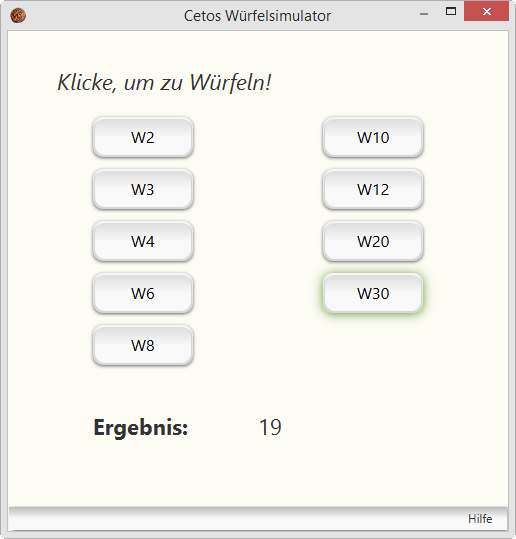 Cetos Würfelsimulator
Klicke, um zu Würfeln!
W2
W3
W4
W6
W8
W10
W12
W20
W30
Ergebnis: 19
Hilfe